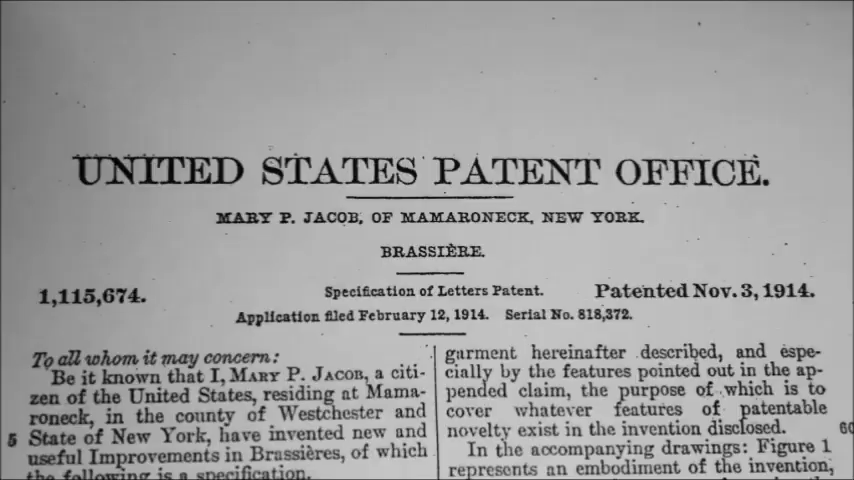 UNITED STATES PATENT OFFICE.
MARY P. JACOB, OF MAMARONECK, NEW YORK.
BRASSIÈRE.
1,115,674.
Specification of Letters Patent.
Patented Nov. 3, 1914.
Application filed February 12, 1914. Serial No. 818,372.
To all whom it may concern:
Be it known that I, MARY P. JACOB, a citi-
zen of the United States, residing at Mama-
roneck, in the county of Westchester and
5 State of New York, have invented new and
useful Improvements in Brassières, of which
the following is a specification.
garment hereinafter described, and espe-
cially by the features pointed out in the ap-
pended claim, the purpose of which is to
cover whatever features of patentable
novelty exist in the invention disclosed. 60
In the accompanying drawings: Figure 1
represents an embodiment of the invention,